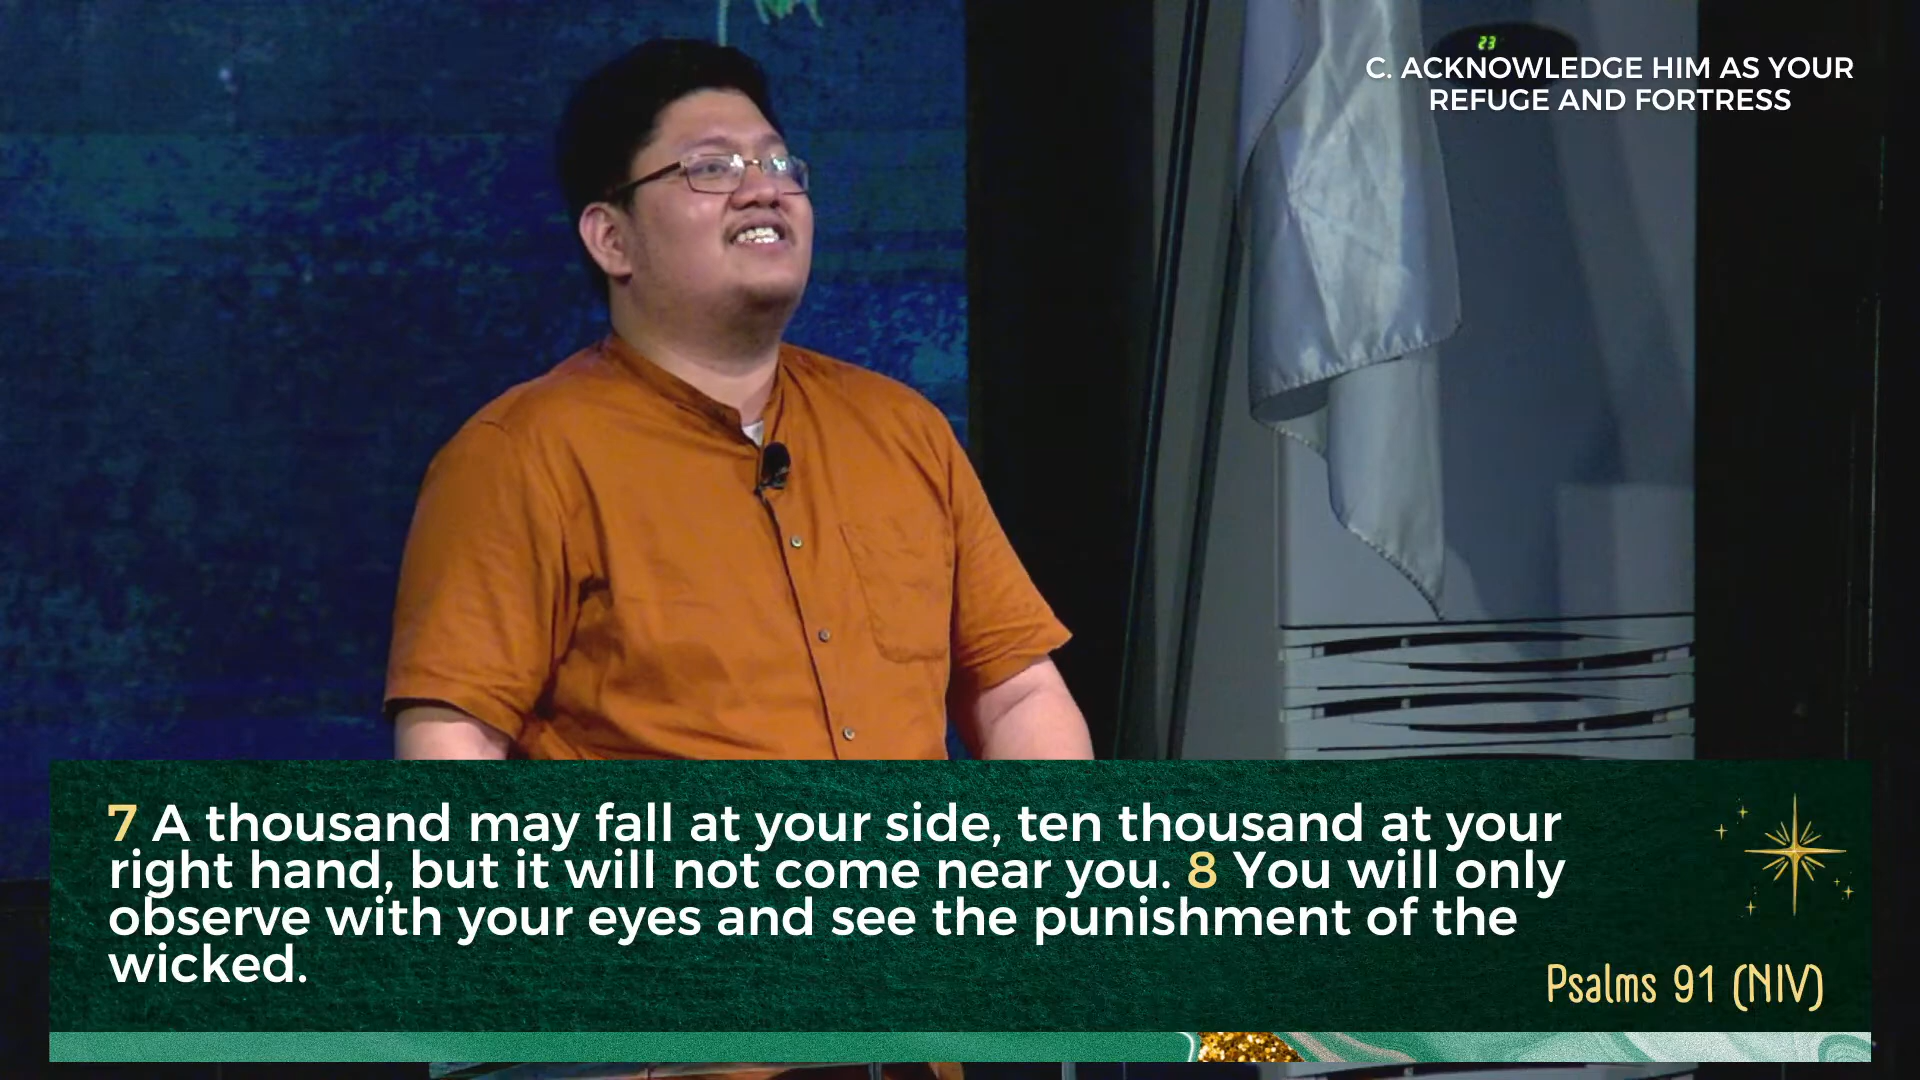 23
C. ACKNOWLEDGE HIM AS YOUR
REFUGE AND FORTRESS
7 A thousand may fall at your side, ten thousand at your
right hand, but it will not come near you. 8 You will only
observe with your eyes and see the punishment of the
wicked.
Psalms 91 (NIV)